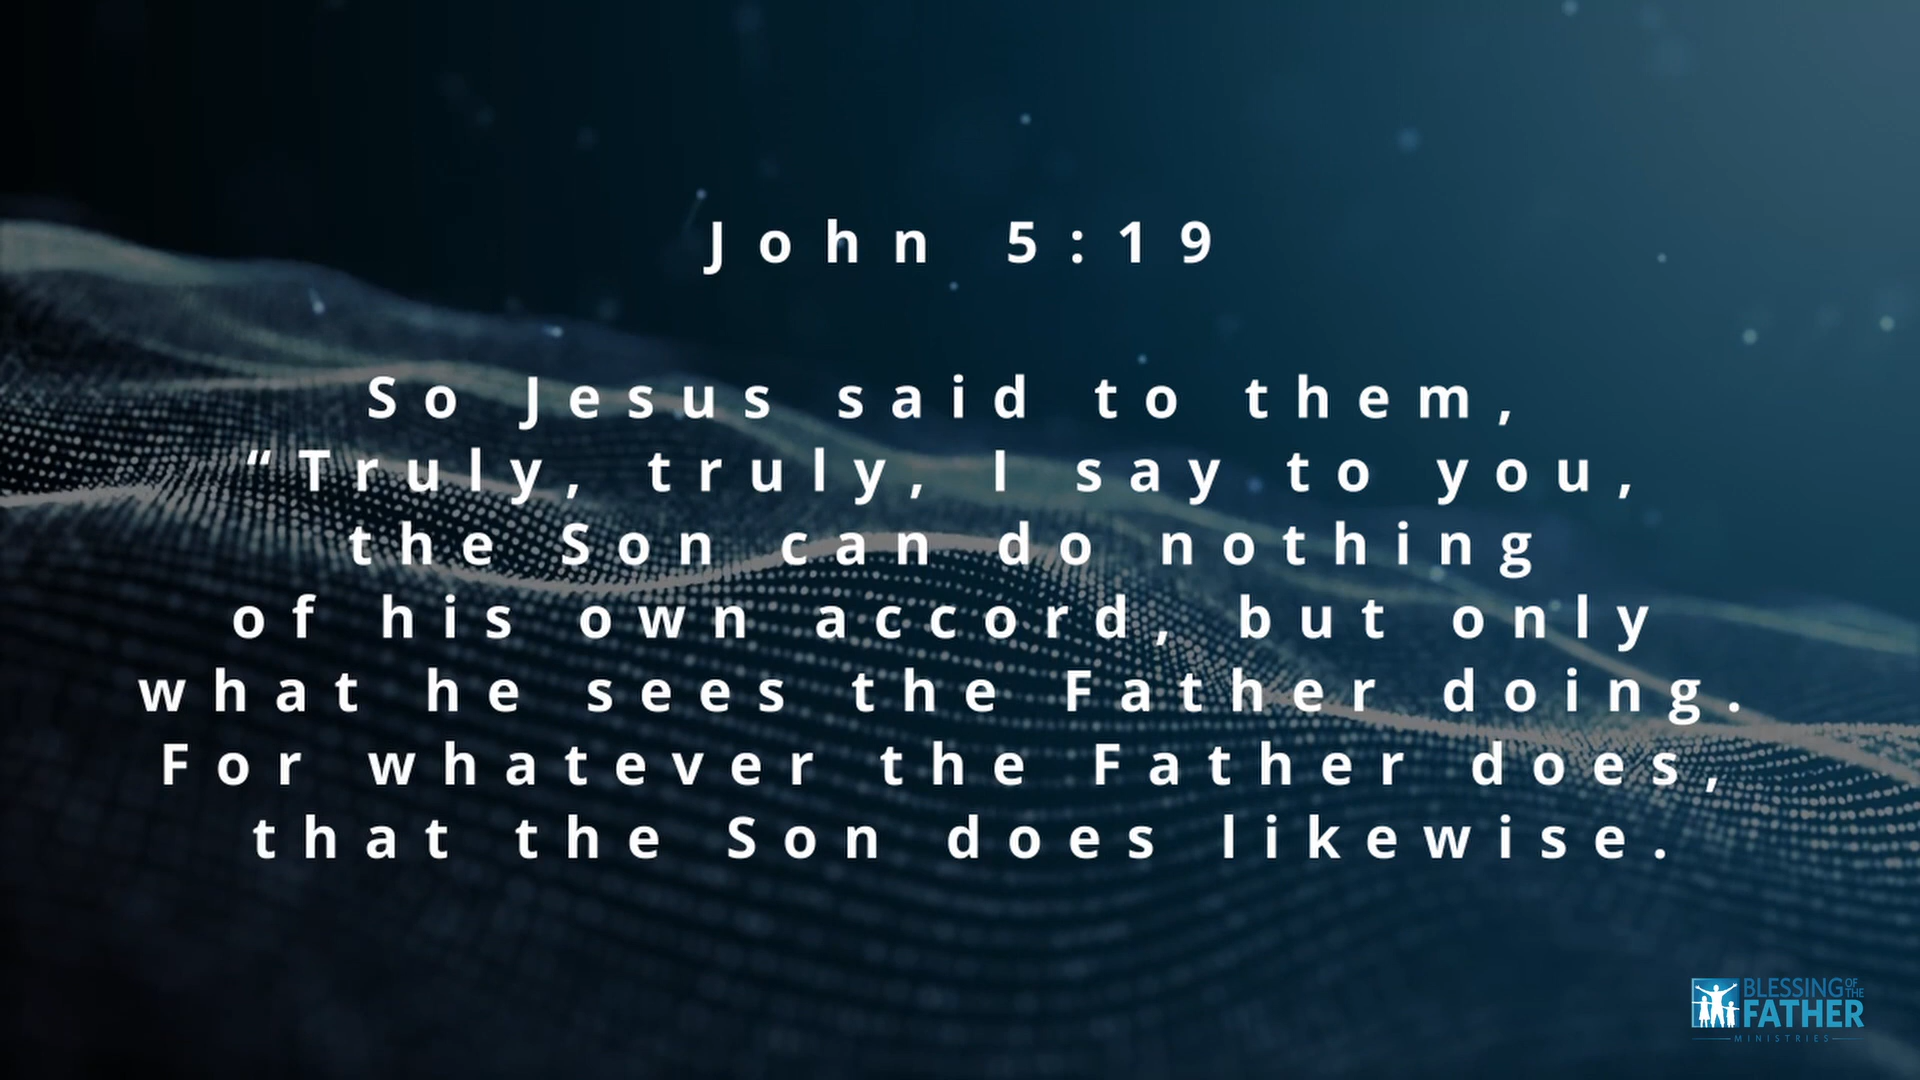 John 5:19
So Jesus said to them,
“Truly, truly, I say to you,
the Son can do nothing
of his own accord, but only
what he sees the Father doing.
For whatever the Father does,
that the Son does likewise.
BLESSING OF THE
FATHER
MINISTRIES